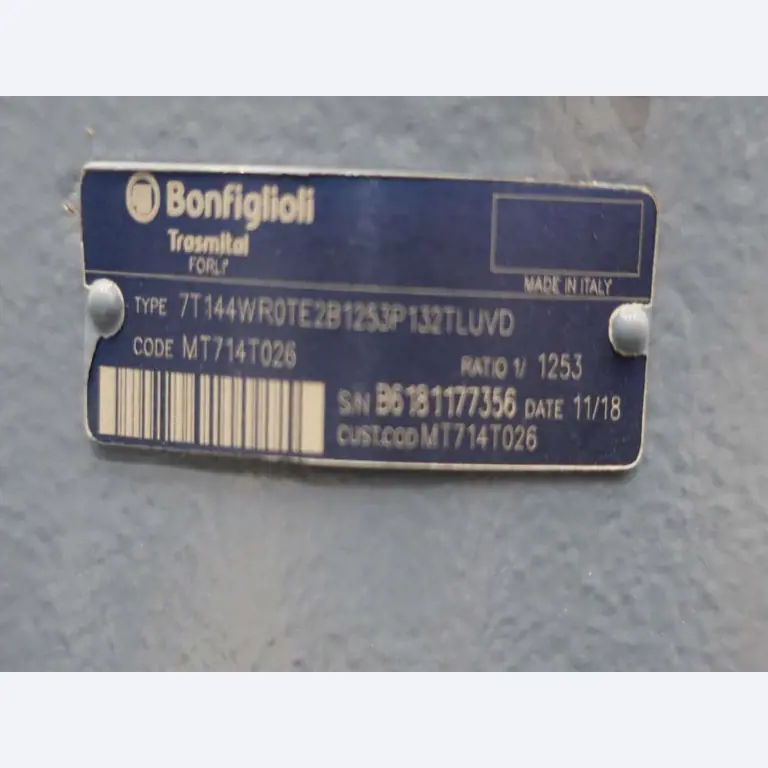 Bonfiglioli
Trasmital
FORLI'
MADE IN ITALY
TYPE 7T144WR0TE2B1253P132TLUVD
CODE MT714T026
RATIO 1/ 1253
S.N B6181177356 DATE 11/18
CUST.COD MT714T026